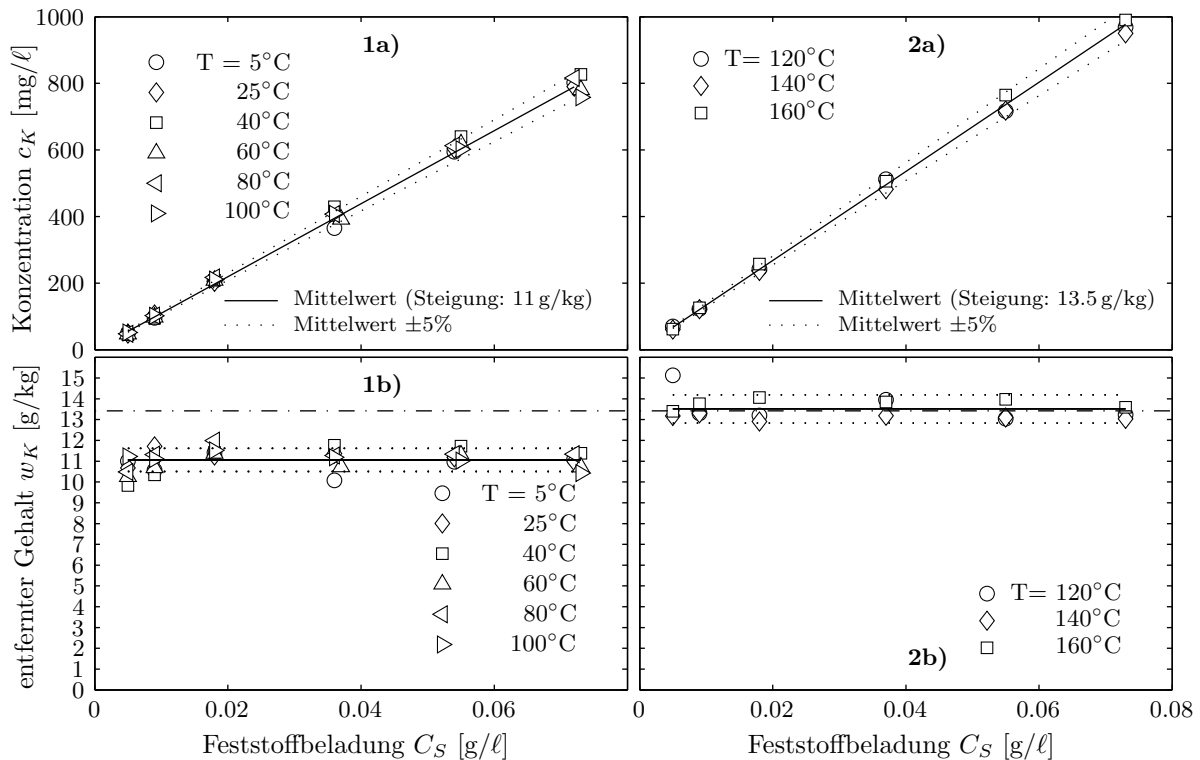 Konzentration c_K [mg/ℓ]
1000
800
600
400
200
0
1a)
T = 5°C
25°C
40°C
60°C
80°C
100°C
Mittelwert (Steigung: 11 g/kg)
Mittelwert ±5%
2a)
T= 120°C
140°C
160°C
Mittelwert (Steigung: 13.5 g/kg)
Mittelwert ±5%
entfernter Gehalt w_K [g/kg]
15
14
13
12
11
10
9
8
7
6
5
4
3
2
1
0
1b)
T = 5°C
25°C
40°C
60°C
80°C
100°C
T= 120°C
140°C
160°C
2b)
0 0.02 0.04 0.06 0 0.02 0.04 0.06 0.08
Feststoffbeladung C_S [g/ℓ] Feststoffbeladung C_S [g/ℓ]